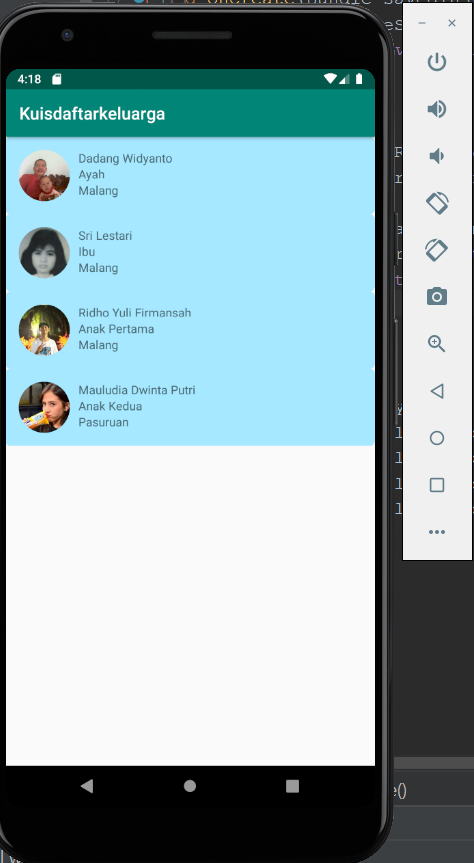 4:18
Kuisdaftarkeluarga
Dadang Widyanto
Ayah
Malang
Sri Lestari
Ibu
Malang
Ridho Yuli Firmansah
Anak Pertama
Malang
Mauludia Dwinta Putri
Anak Kedua
Pasuruan
e()